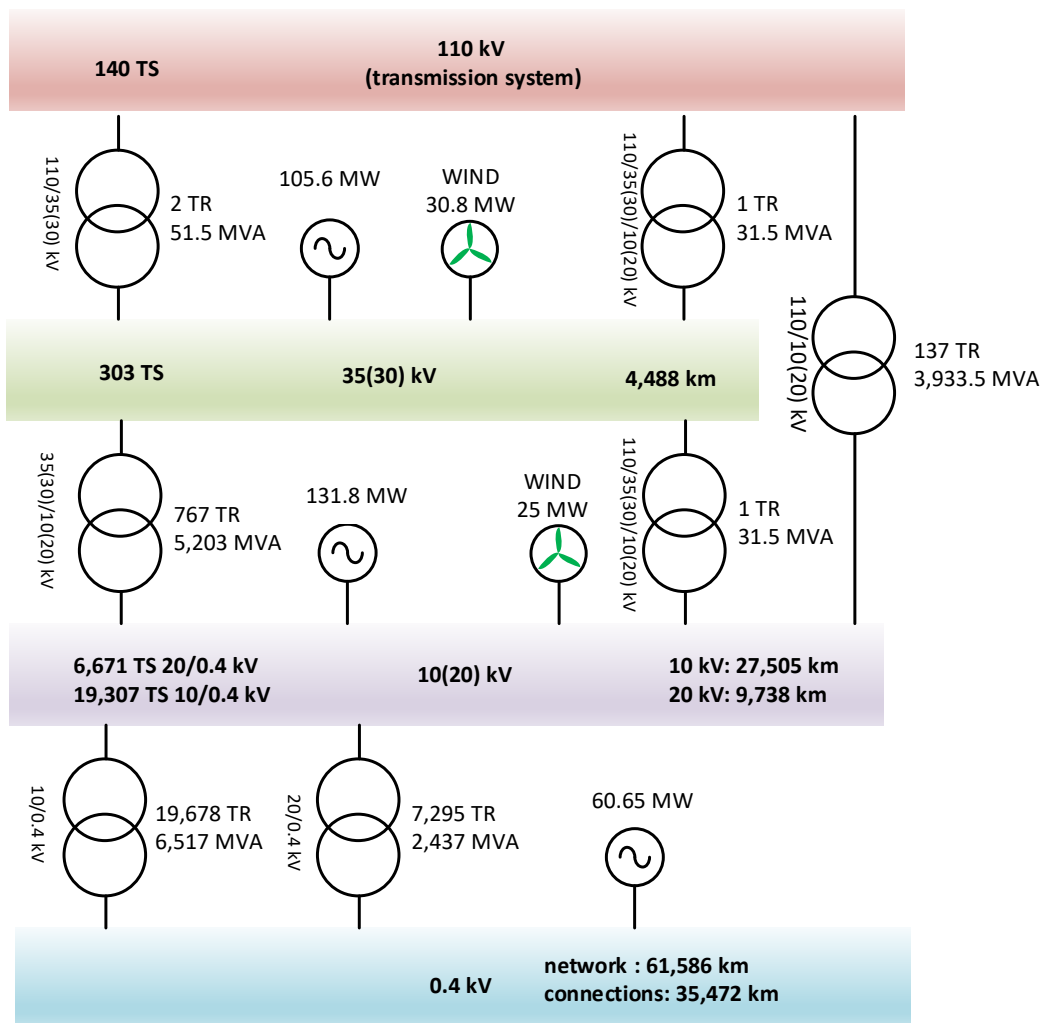 110 kV
140 TS
(transmission system)
110/35(30) kV
2 TR
51.5 MVA
105.6 MW
WIND
30.8 MW
110/35(30)/10(20) kV
1 TR
31.5 MVA
110/10(20) kV
137 TR
3,933.5 MVA
303 TS
35(30) kV
4,488 km
35(30)/10(20) kV
767 TR
5,203 MVA
131.8 MW
WIND
25 MW
110/35(30)/10(20) kV
1 TR
31.5 MVA
6,671 TS 20/0.4 kV
19,307 TS 10/0.4 kV
10(20) kV
10 kV: 27,505 km
20 kV: 9,738 km
10/0.4 kV
19,678 TR
6,517 MVA
20/0.4 kV
7,295 TR
2,437 MVA
60.65 MW
0.4 kV
network : 61,586 km
connections: 35,472 km